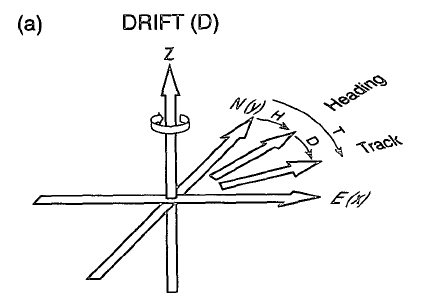 (a) DRIFT (D)
Z
N (y)
H
Heading
T
D
Track
E (x)